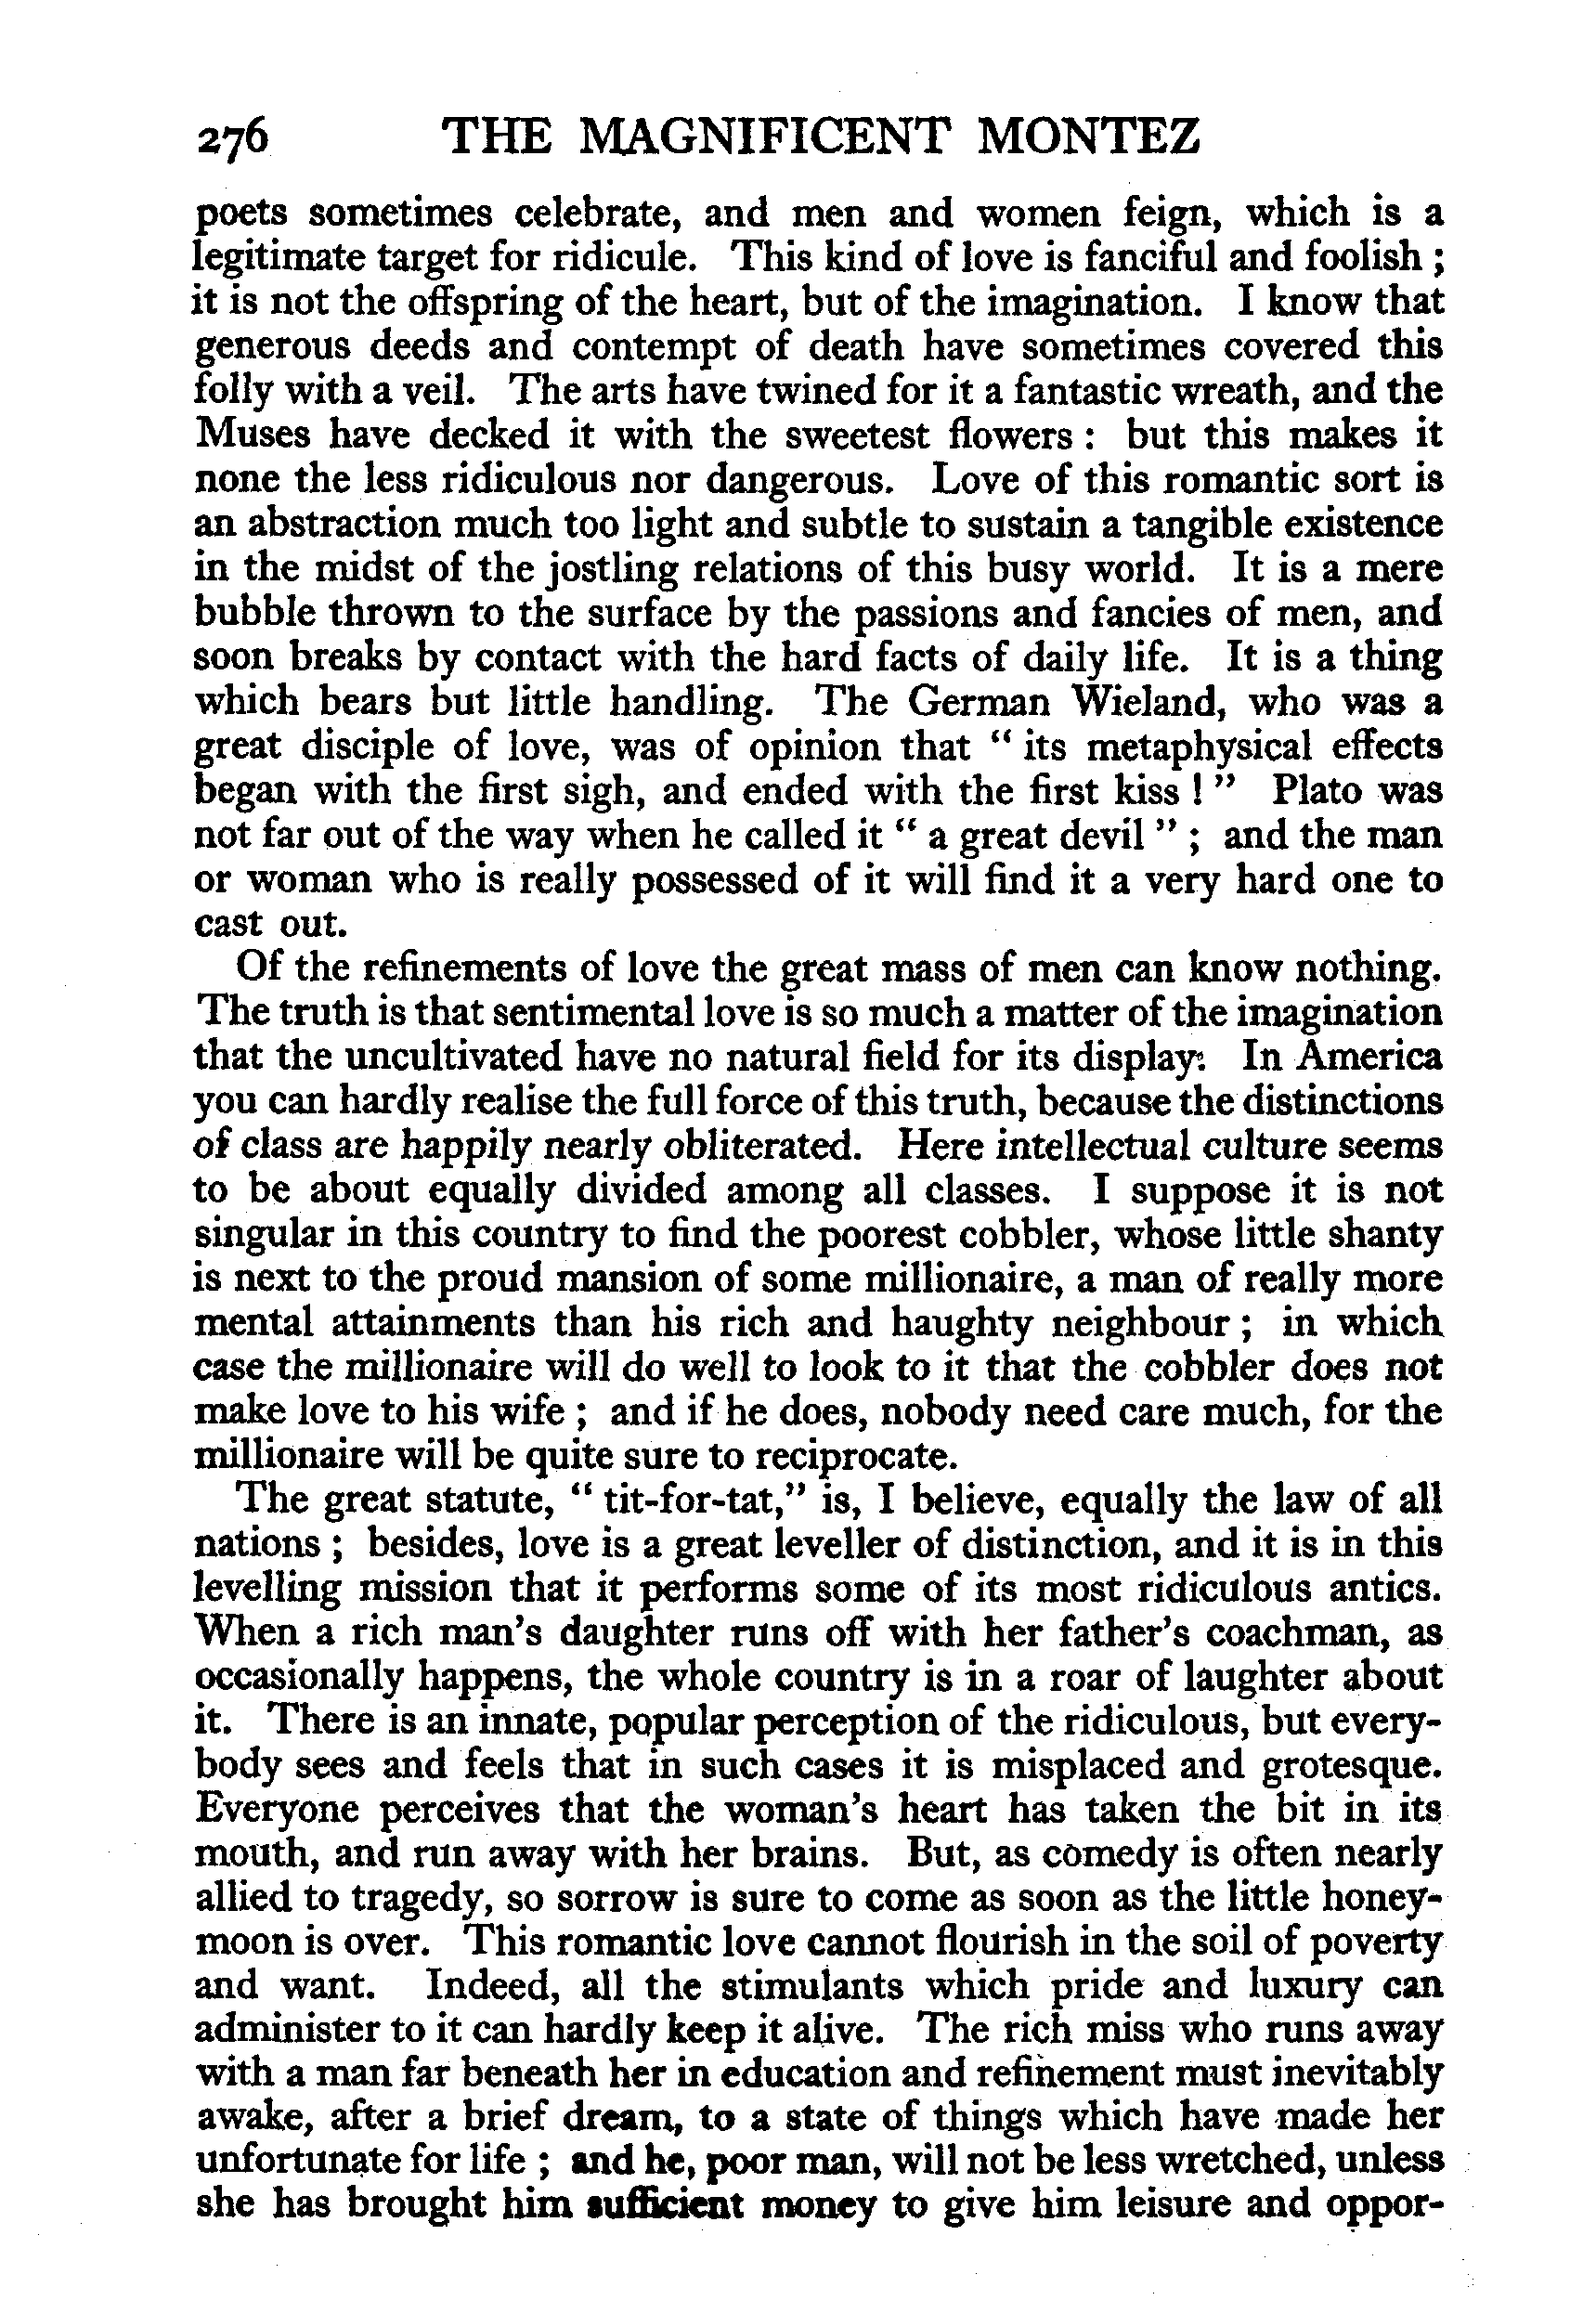 276 THE MAGNIFICENT MONTEZ
poets sometimes celebrate, and men and women feign, which is a
legitimate target for ridicule. This kind of love is fanciful and foolish ;
it is not the offspring of the heart, but of the imagination. I know that
generous deeds and contempt of death have sometimes covered this
folly with a veil. The arts have twined for it a fantastic wreath, and the
Muses have decked it with the sweetest flowers : but this makes it
none the less ridiculous nor dangerous. Love of this romantic sort is
an abstraction much too light and subtle to sustain a tangible existence
in the midst of the jostling relations of this busy world. It is a mere
bubble thrown to the surface by the passions and fancies of men, and
soon breaks by contact with the hard facts of daily life. It is a thing
which bears but little handling. The German Wieland, who was a
great disciple of love, was of opinion that " its metaphysical effects
began with the first sigh, and ended with the first kiss ! " Plato was
not far out of the way when he called it " a great devil " ; and the man
or woman who is really possessed of it will find it a very hard one to
cast out.
Of the refinements of love the great mass of men can know nothing.
The truth is that sentimental love is so much a matter of the imagination
that the uncultivated have no natural field for its display. In America
you can hardly realise the full force of this truth, because the distinctions
of class are happily nearly obliterated. Here intellectual culture seems
to be about equally divided among all classes. I suppose it is not
singular in this country to find the poorest cobbler, whose little shanty
is next to the proud mansion of some millionaire, a man of really more
mental attainments than his rich and haughty neighbour ; in which
case the millionaire will do well to look to it that the cobbler does not
make love to his wife ; and if he does, nobody need care much, for the
millionaire will be quite sure to reciprocate.
The great statute, " tit-for-tat," is, I believe, equally the law of all
nations ; besides, love is a great leveller of distinction, and it is in this
levelling mission that it performs some of its most ridiculous antics.
When a rich man's daughter runs off with her father's coachman, as
occasionally happens, the whole country is in a roar of laughter about
it. There is an innate, popular perception of the ridiculous, but every-
body sees and feels that in such cases it is misplaced and grotesque.
Everyone perceives that the woman's heart has taken the bit in its
mouth, and run away with her brains. But, as comedy is often nearly
allied to tragedy, so sorrow is sure to come as soon as the little honey-
moon is over. This romantic love cannot flourish in the soil of poverty
and want. Indeed, all the stimulants which pride and luxury can
administer to it can hardly keep it alive. The rich miss who runs away
with a man far beneath her in education and refinement must inevitably
awake, after a brief dream, to a state of things which have made her
unfortunate for life ; and he, poor man, will not be less wretched, unless
she has brought him sufficient money to give him leisure and oppor-